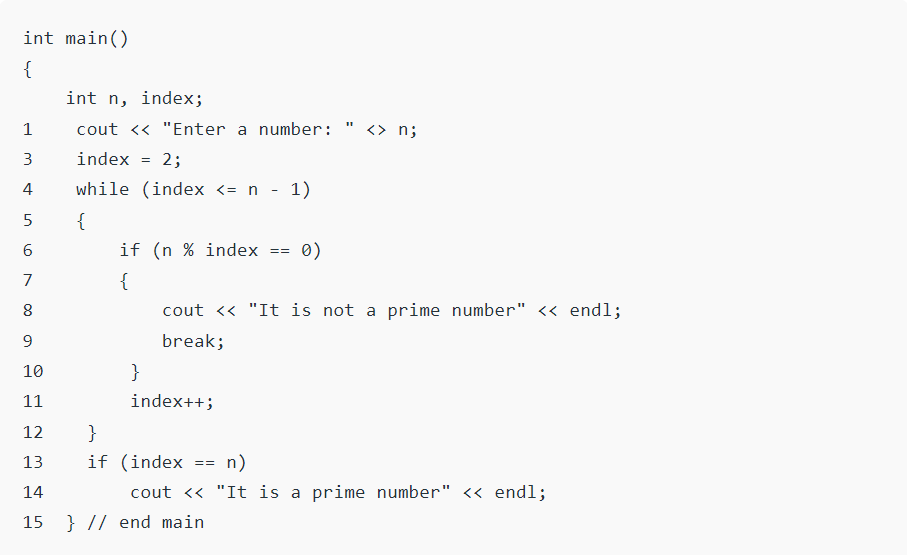 int main()
{
    int n, index;
1    cout << "Enter a number: " <> n;
3    index = 2;
4    while (index <= n - 1)
5    {
6        if (n % index == 0)
7        {
8            cout << "It is not a prime number" << endl;
9            break;
10        }
11        index++;
12    }
13    if (index == n)
14        cout << "It is a prime number" << endl;
15  } // end main